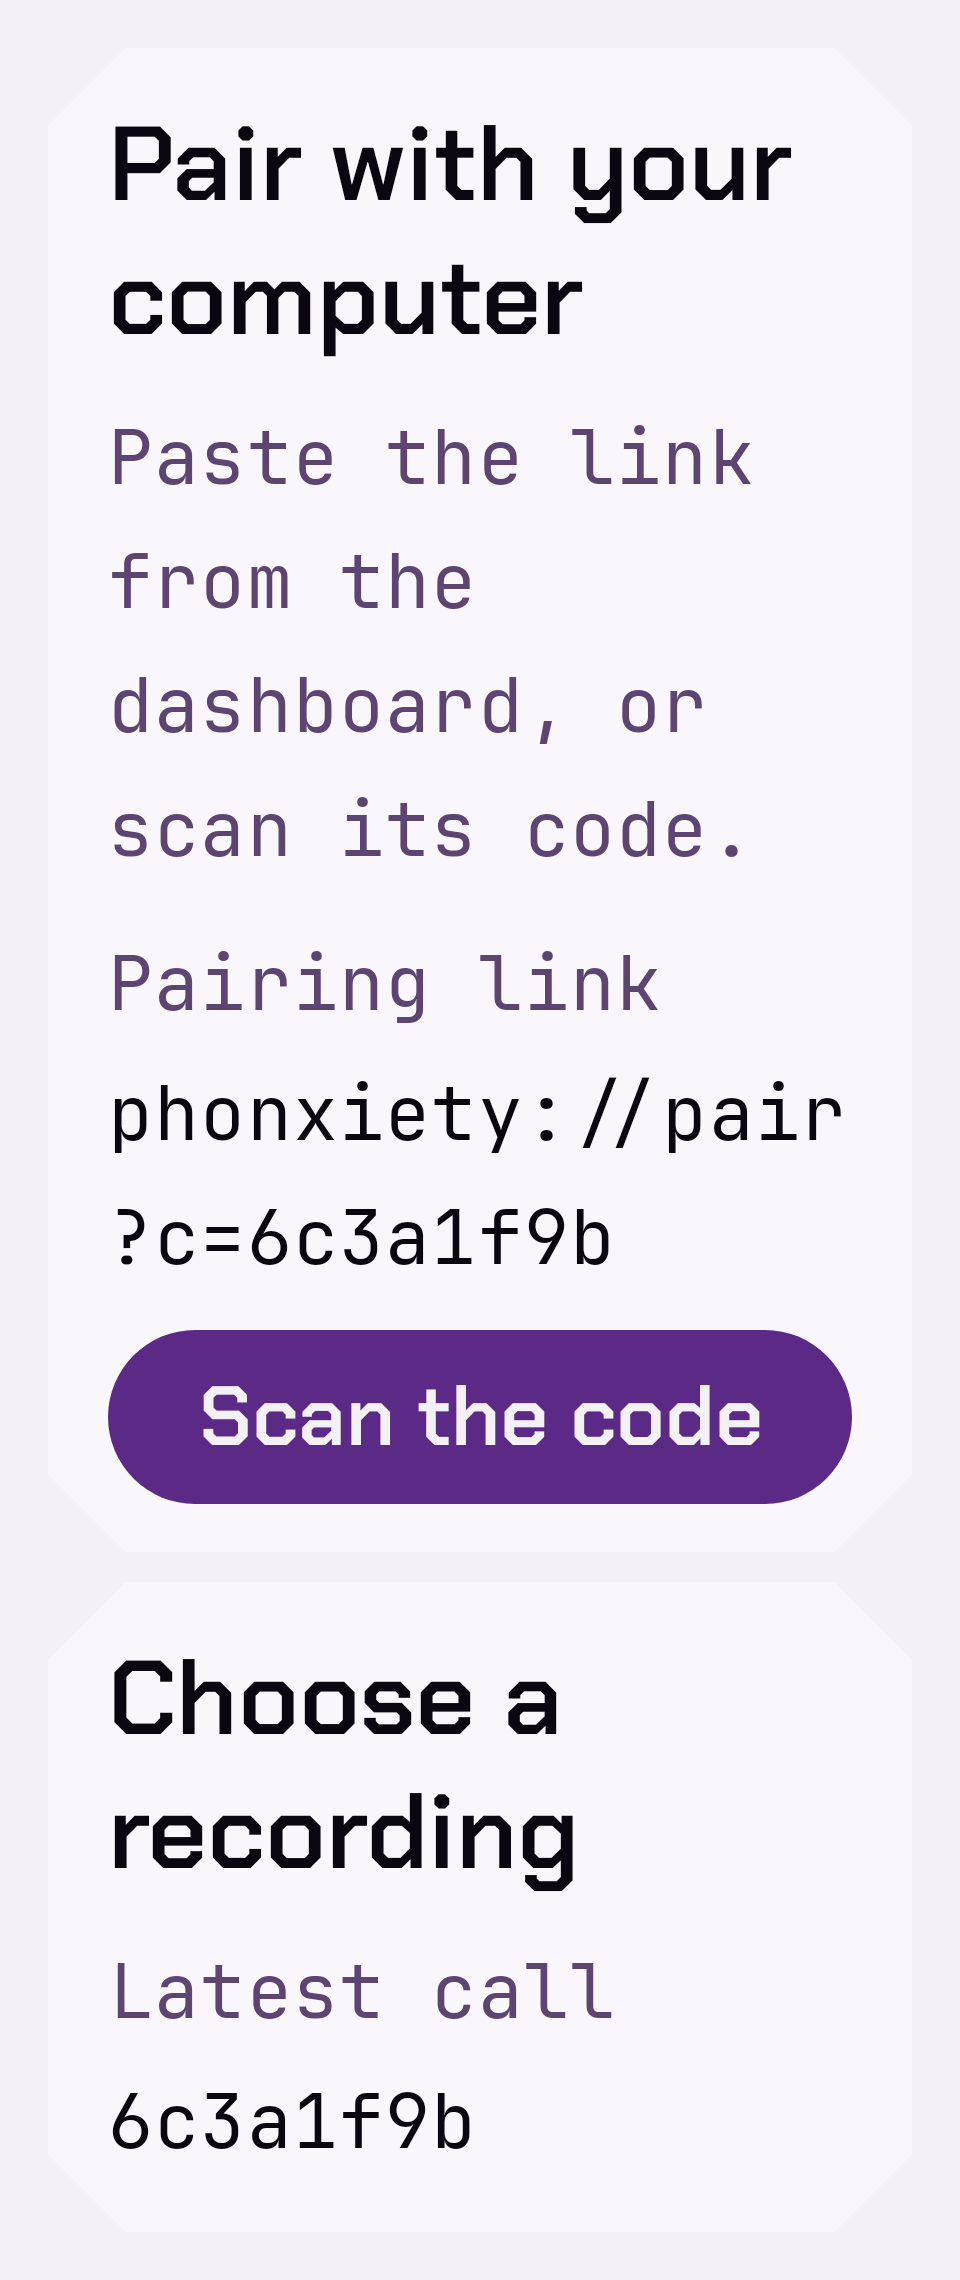 Pair with your
computer
Paste the link
from the
dashboard, or
scan its code.
Pairing link
phonxiety://pair
?c=6c3a1f9b
Scan the code
Choose a
recording
Latest call
6c3a1f9b